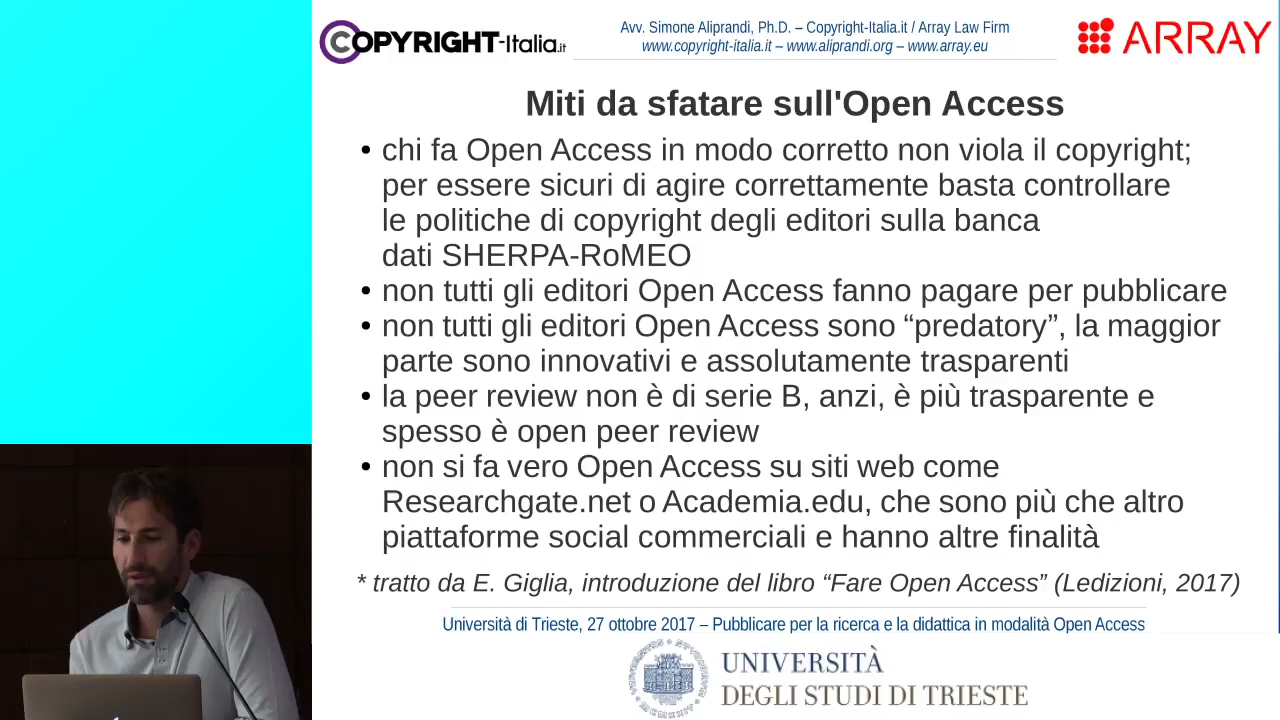 COPYRIGHT-Italia.it
Avv. Simone Aliprandi, Ph.D. – Copyright-Italia.it / Array Law Firm
www.copyright-italia.it – www.aliprandi.org – www.array.eu
ARRAY
Miti da sfatare sull'Open Access
• chi fa Open Access in modo corretto non viola il copyright;
per essere sicuri di agire correttamente basta controllare
le politiche di copyright degli editori sulla banca
dati SHERPA-RoMEO
• non tutti gli editori Open Access fanno pagare per pubblicare
• non tutti gli editori Open Access sono “predatory”, la maggior
parte sono innovativi e assolutamente trasparenti
• la peer review non è di serie B, anzi, è più trasparente e
spesso è open peer review
• non si fa vero Open Access su siti web come
Researchgate.net o Academia.edu, che sono più che altro
piattaforme social commerciali e hanno altre finalità
* tratto da E. Giglia, introduzione del libro “Fare Open Access” (Ledizioni, 2017)
Università di Trieste, 27 ottobre 2017 – Pubblicare per la ricerca e la didattica in modalità Open Access
UNIVERSITÀ
DEGLI STUDI DI TRIESTE